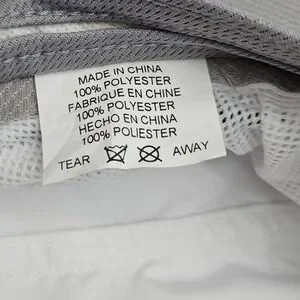 MADE IN CHINA
100% POLYESTER
FABRIQUE EN CHINE
100% POLYESTER
HECHO EN CHINA
100% POLIESTER
TEAR AWAY